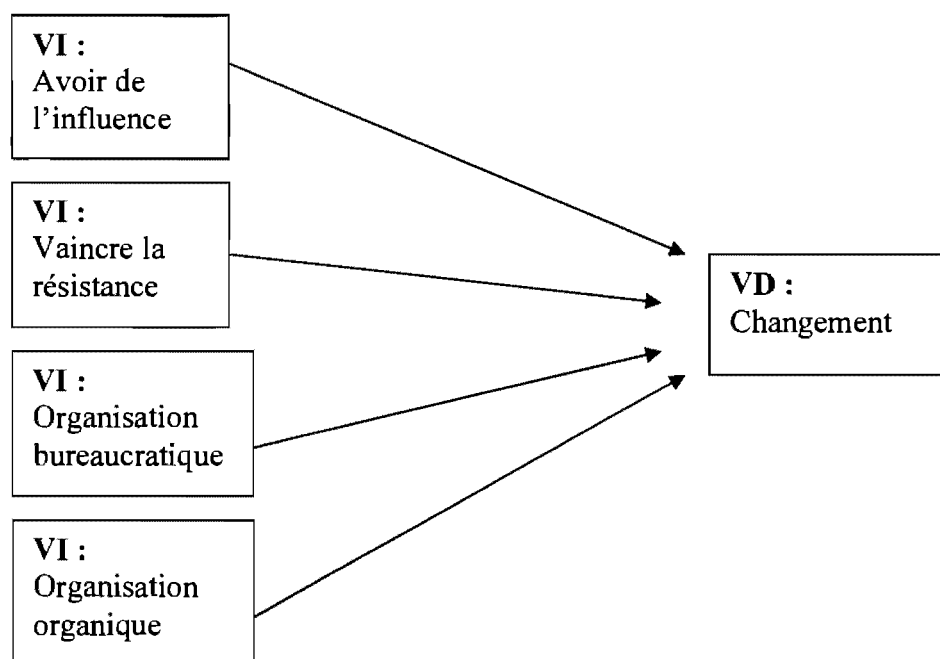 VI :
Avoir de
l'influence
VI :
Vaincre la
résistance
VI :
Organisation
bureaucratique
VI :
Organisation
organique
VD :
Changement